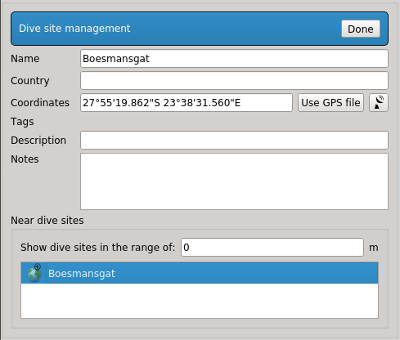 Dive site management Done
Name Boesmansgat
Country
Coordinates 27°55'19.862"S 23°38'31.560"E Use GPS file
Tags
Description
Notes
Near dive sites
Show dive sites in the range of: 0 m
Boesmansgat